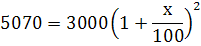 5070 = 3000(1 + x/100)²